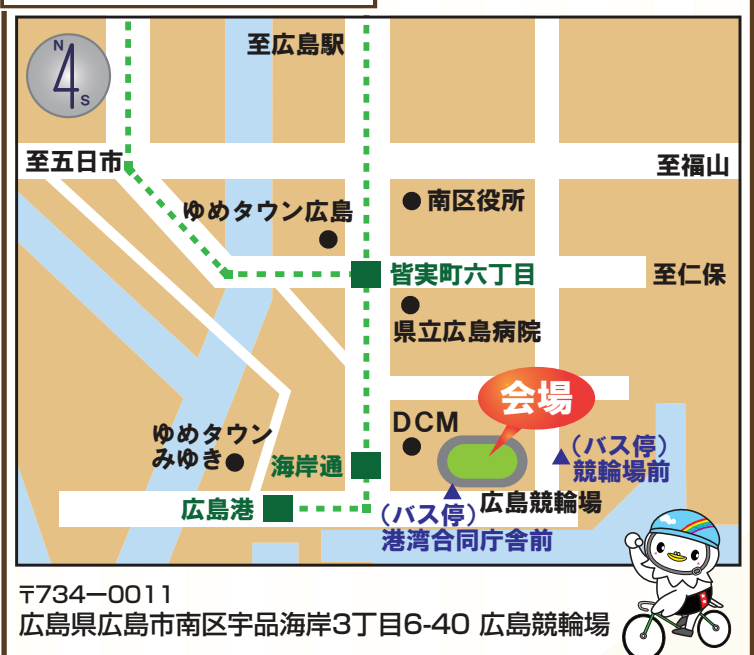 N
S
至広島駅
至五日市
至福山
南区役所
ゆめタウン広島
皆実町六丁目
至仁保
県立広島病院
会場
DCM
ゆめタウン
みゆき
海岸通
(バス停)
競輪場前
広島港
広島競輪場
(バス停)
港湾合同庁舎前
〒734ー0011
広島県広島市南区宇品海岸3丁目6-40 広島競輪場